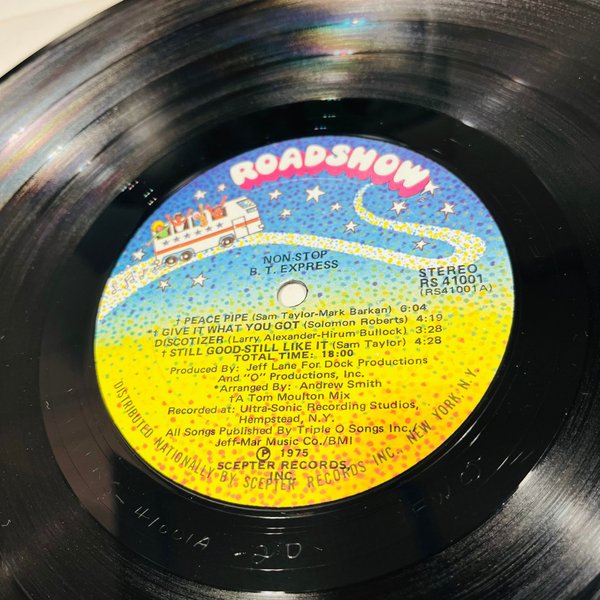 ROADSHOW
NON-STOP
B. T. EXPRESS
STEREO
RS 41001
(RS41001A)
† PEACE PIPE (Sam Taylor-Mark Barkan) 6:04
*† GIVE IT WHAT YOU GOT (Solomon Roberts) 4:19
DISCOTIZER (Larry Alexander-Hirum Bullock) 3:28
† STILL GOOD-STILL LIKE IT (Sam Taylor) 4:28
TOTAL TIME: 18:00
Produced By: Jeff Lane For Dock Productions
And "O" Productions, Inc.
*Arranged By: Andrew Smith
†A Tom Moulton Mix
Recorded at: Ultra-Sonic Recording Studios,
Hempstead, N.Y.
All Songs Published By Triple O Songs Inc./
Jeff-Mar Music Co./BMI
℗ 1975
SCEPTER RECORDS,
INC.
DISTRIBUTED NATIONALLY BY SCEPTER RECORDS INC., NEW YORK, N.Y.
41001A -2D-